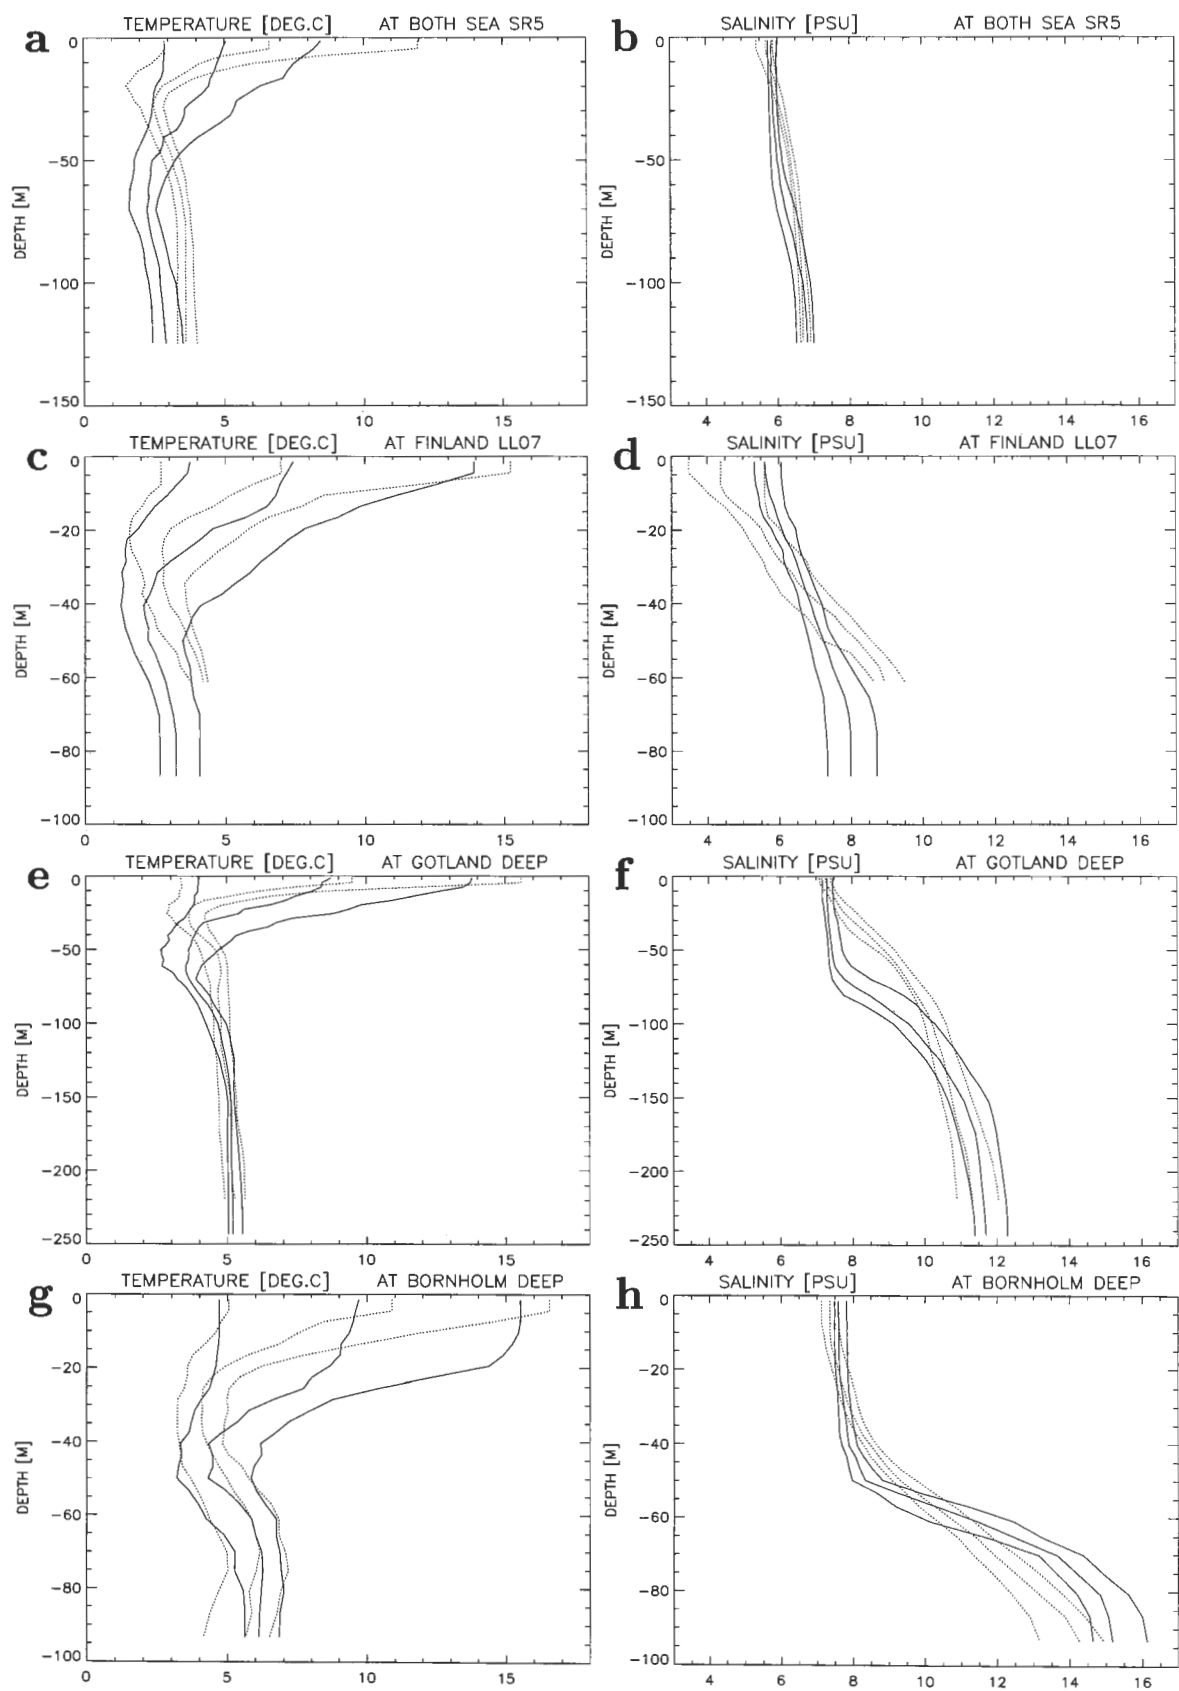 a TEMPERATURE [DEG.C] AT BOTH SEA SR5
0
-50
-100
-150
DEPTH [M]
0 5 10 15
b SALINITY [PSU] AT BOTH SEA SR5
0
-50
-100
-150
DEPTH [M]
4 6 8 10 12 14 16
c TEMPERATURE [DEG.C] AT FINLAND LL07
0
-20
-40
-60
-80
-100
DEPTH [M]
0 5 10 15
d SALINITY [PSU] AT FINLAND LL07
0
-20
-40
-60
-80
-100
DEPTH [M]
4 6 8 10 12 14 16
e TEMPERATURE [DEG.C] AT GOTLAND DEEP
0
-50
-100
-150
-200
-250
DEPTH [M]
0 5 10 15
f SALINITY [PSU] AT GOTLAND DEEP
0
-50
-100
-150
-200
-250
DEPTH [M]
4 6 8 10 12 14 16
g TEMPERATURE [DEG.C] AT BORNHOLM DEEP
0
-20
-40
-60
-80
-100
DEPTH [M]
0 5 10 15
h SALINITY [PSU] AT BORNHOLM DEEP
0
-20
-40
-60
-80
-100
DEPTH [M]
4 6 8 10 12 14 16